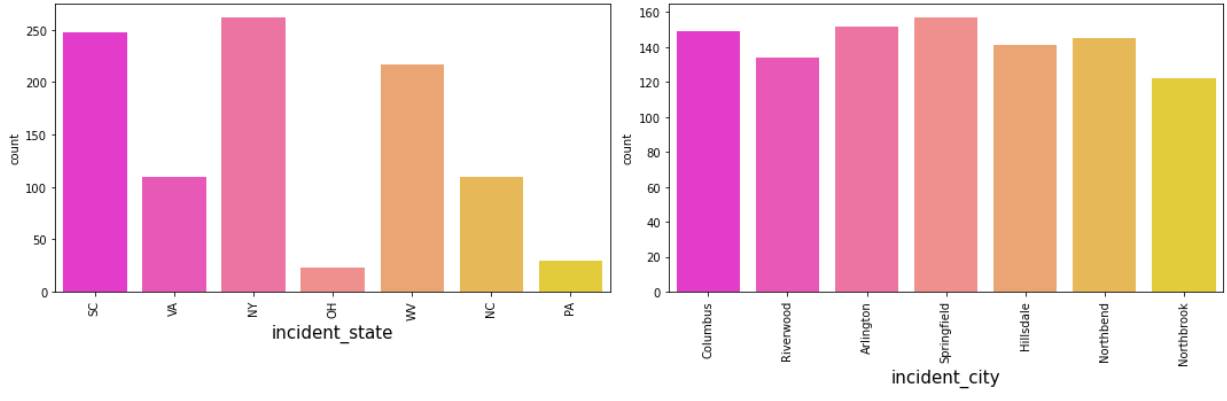 250
200
150
100
50
0
count
SC VA NY OH WV NC PA
incident_state
160
140
120
100
80
60
40
20
0
count
Columbus Riverwood Arlington Springfield Hillsdale Northbend Northbrook
incident_city